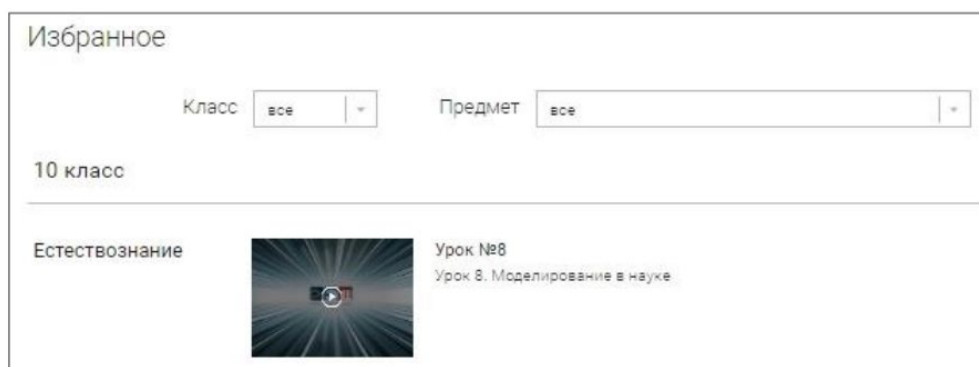 Избранное
Класс все Предмет все
10 класс
Естествознание
Урок №8
Урок 8. Моделирование в науке